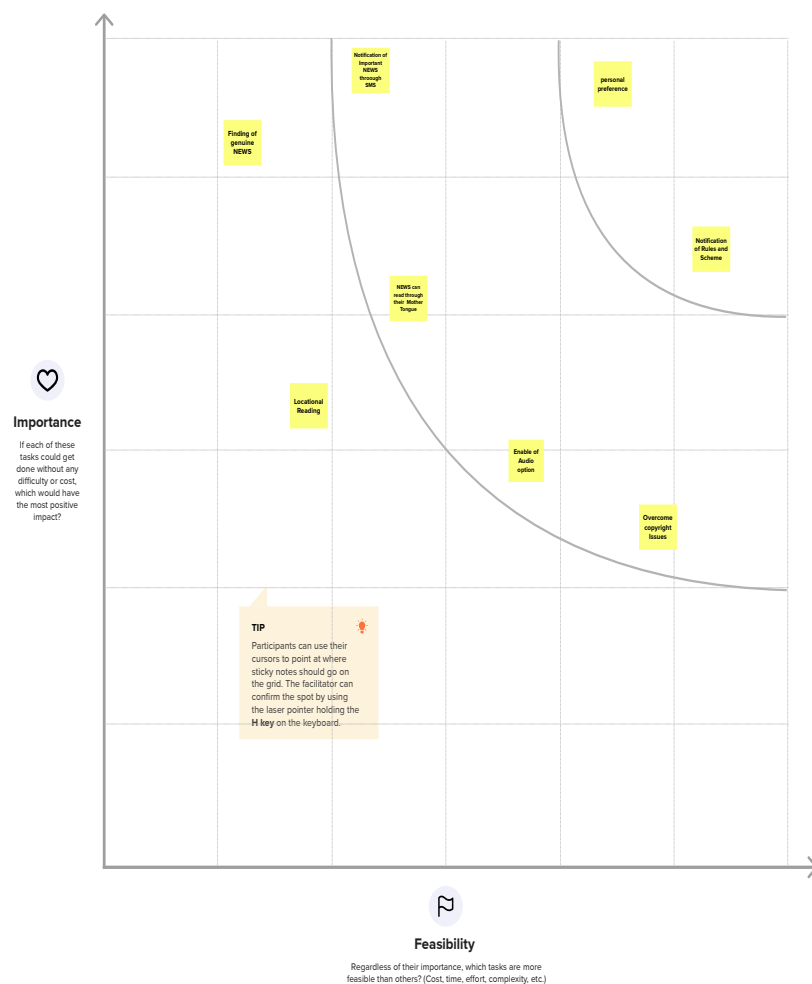 Notification of
Important
NEWS
throough
SMS
personal
preference
Finding of
genuine
NEWS
Notification
of Rules and
Scheme
NEWS can
read through
their Mother
Tongue
Locational
Reading
Importance
If each of these
tasks could get
done without any
difficulty or cost,
which would have
the most positive
impact?
Enable of
Audio
option
Overcome
copyright
Issues
TIP
Participants can use their
cursors to point at where
sticky notes should go on
the grid. The facilitator can
confirm the spot by using
the laser pointer holding the
H key on the keyboard.
Feasibility
Regardless of their importance, which tasks are more
feasible than others? (Cost, time, effort, complexity, etc.)